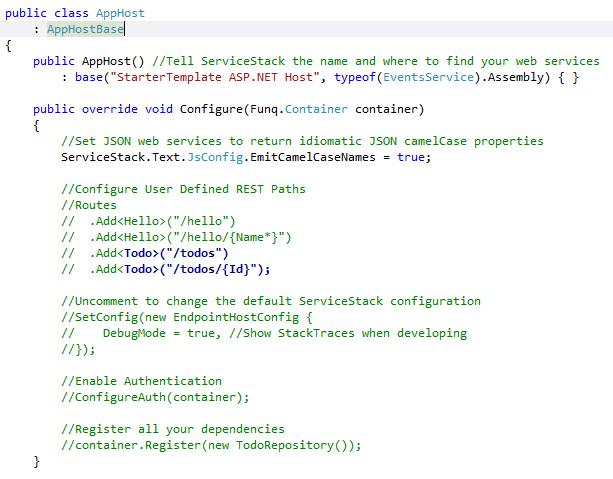 public class AppHost
    : AppHostBase
{
    public AppHost() //Tell ServiceStack the name and where to find your web services
        : base("StarterTemplate ASP.NET Host", typeof(EventsService).Assembly) { }

    public override void Configure(Funq.Container container)
    {
        //Set JSON web services to return idiomatic JSON camelCase properties
        ServiceStack.Text.JsConfig.EmitCamelCaseNames = true;

        //Configure User Defined REST Paths
        //Routes
        //  .Add<Hello>("/hello")
        //  .Add<Hello>("/hello/{Name*}")
        //  .Add<Todo>("/todos")
        //  .Add<Todo>("/todos/{Id}");

        //Uncomment to change the default ServiceStack configuration
        //SetConfig(new EndpointHostConfig {
        //    DebugMode = true, //Show StackTraces when developing
        //});

        //Enable Authentication
        //ConfigureAuth(container);

        //Register all your dependencies
        //container.Register(new TodoRepository());
    }